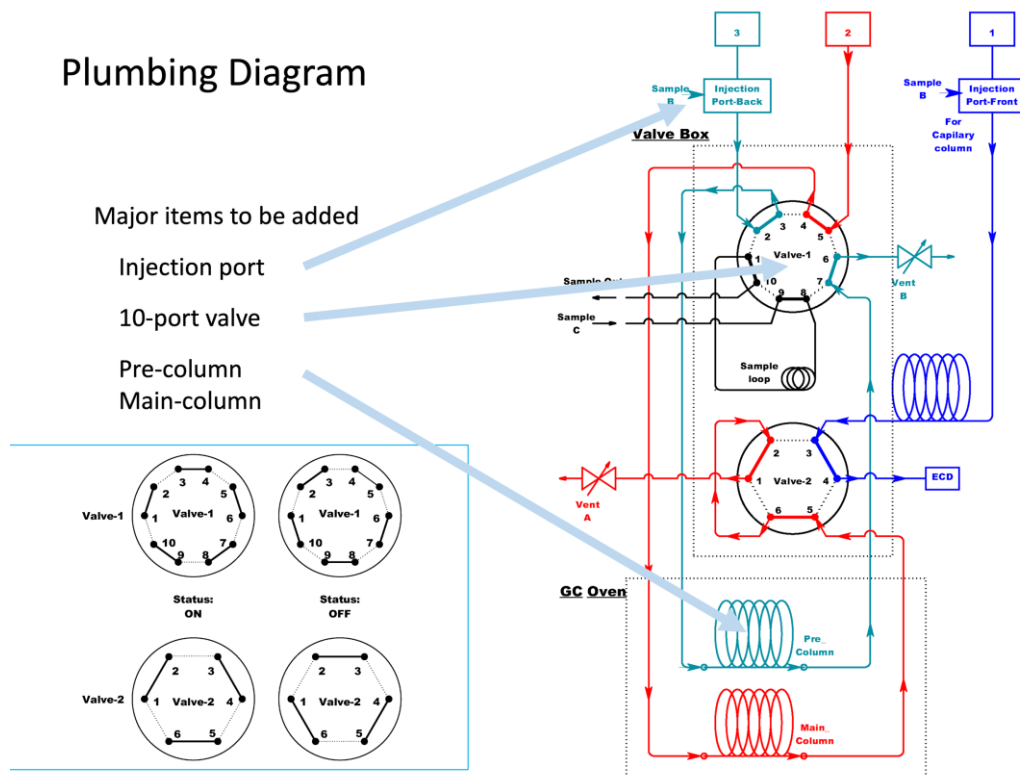 Plumbing Diagram
Major items to be added
Injection port
10-port valve
Pre-column
Main-column
3
2
1
Sample
B
Injection
Port-Back
Sample
B
Injection
Port-Front
For
Capilary
column
Valve Box
3
4
2
5
Valve-1
1
6
10
7
9
8
Sample
Sample
C
Vent
B
Sample
loop
2
3
1
Valve-2
4
6
5
Vent
A
ECD
GC Oven
Pre_
Column
Main_
Column
Valve-1
3
4
2
5
Valve-1
1
6
10
7
9
8
3
4
2
5
Valve-1
1
6
10
7
9
8
Status:
ON
Status:
OFF
Valve-2
2
3
1
Valve-2
4
6
5
2
3
1
Valve-2
4
6
5